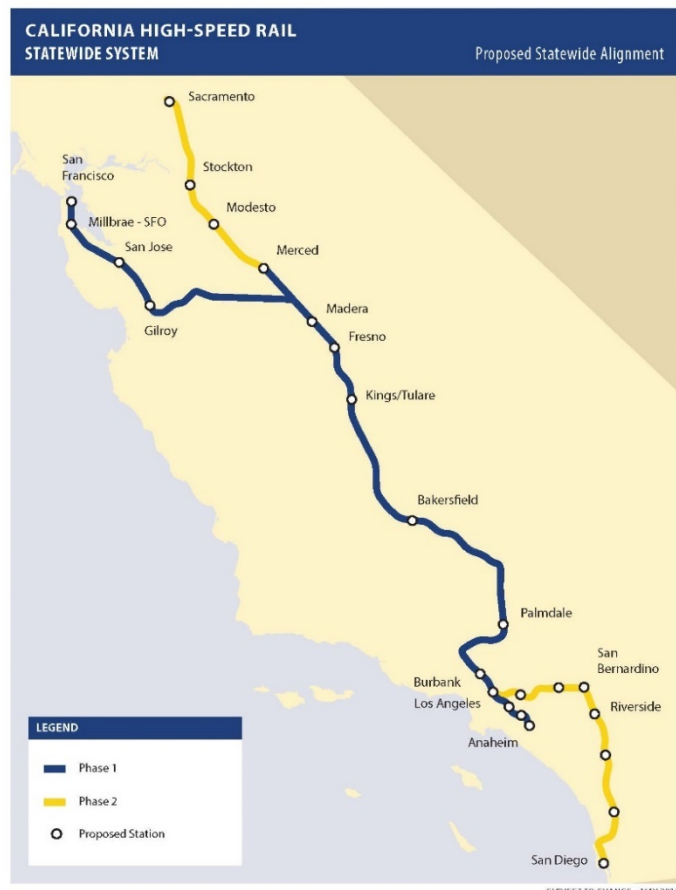 CALIFORNIA HIGH-SPEED RAIL
STATEWIDE SYSTEM
Proposed Statewide Alignment
Sacramento
San
Francisco
Stockton
Millbrae - SFO
Modesto
San Jose
Merced
Gilroy
Madera
Fresno
Kings/Tulare
Bakersfield
Palmdale
San
Bernardino
Burbank
Los Angeles
Riverside
Anaheim
San Diego
LEGEND
Phase 1
Phase 2
Proposed Station